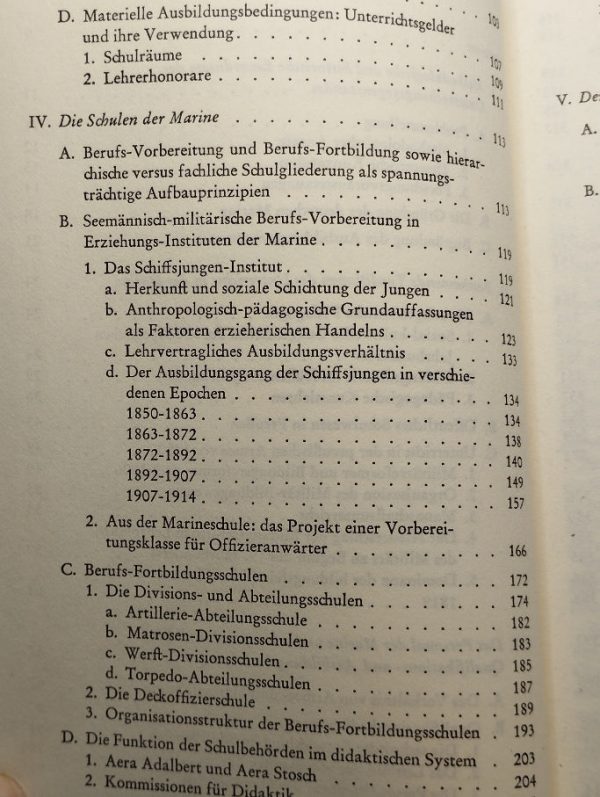 D. Materielle Ausbildungsbedingungen: Unterrichtsgelder
und ihre Verwendung . . . . . . . . . . . 107
1. Schulräume . . . . . . . . . . . . . 109
2. Lehrerhonorare . . . . . . . . . . . . 111
IV. Die Schulen der Marine . . . . . . . . . . . 113
A. Berufs-Vorbereitung und Berufs-Fortbildung sowie hierar-
chische versus fachliche Schulgliederung als spannungs-
trächtige Aufbauprinzipien . . . . . . . . . 113
B. Seemännisch-militärische Berufs-Vorbereitung in
Erziehungs-Instituten der Marine . . . . . . . 119
1. Das Schiffsjungen-Institut . . . . . . . . . 119
a. Herkunft und soziale Schichtung der Jungen . . . . 121
b. Anthropologisch-pädagogische Grundauffassungen
als Faktoren erzieherischen Handelns . . . . . 123
c. Lehrvertragliches Ausbildungsverhältnis . . . . . 133
d. Der Ausbildungsgang der Schiffsjungen in verschie-
denen Epochen . . . . . . . . . . . 134
1850-1863 . . . . . . . . . . . . . 134
1863-1872 . . . . . . . . . . . . . 138
1872-1892 . . . . . . . . . . . . . 140
1892-1907 . . . . . . . . . . . . . 149
1907-1914 . . . . . . . . . . . . . 157
2. Aus der Marineschule: das Projekt einer Vorberei-
tungsklasse für Offizieranwärter . . . . . . . 166
C. Berufs-Fortbildungsschulen . . . . . . . . . 172
1. Die Divisions- und Abteilungsschulen . . . . . . 174
a. Artillerie-Abteilungsschule . . . . . . . . 182
b. Matrosen-Divisionsschulen . . . . . . . . 183
c. Werft-Divisionsschulen . . . . . . . . . 185
d. Torpedo-Abteilungsschulen . . . . . . . . 187
2. Die Deckoffizierschule . . . . . . . . . . 189
3. Organisationsstruktur der Berufs-Fortbildungsschulen . 193
D. Die Funktion der Schulbehörden im didaktischen System . 203
1. Aera Adalbert und Aera Stosch . . . . . . . 204
2. Kommissionen für Didaktik
V. De
A.
B.